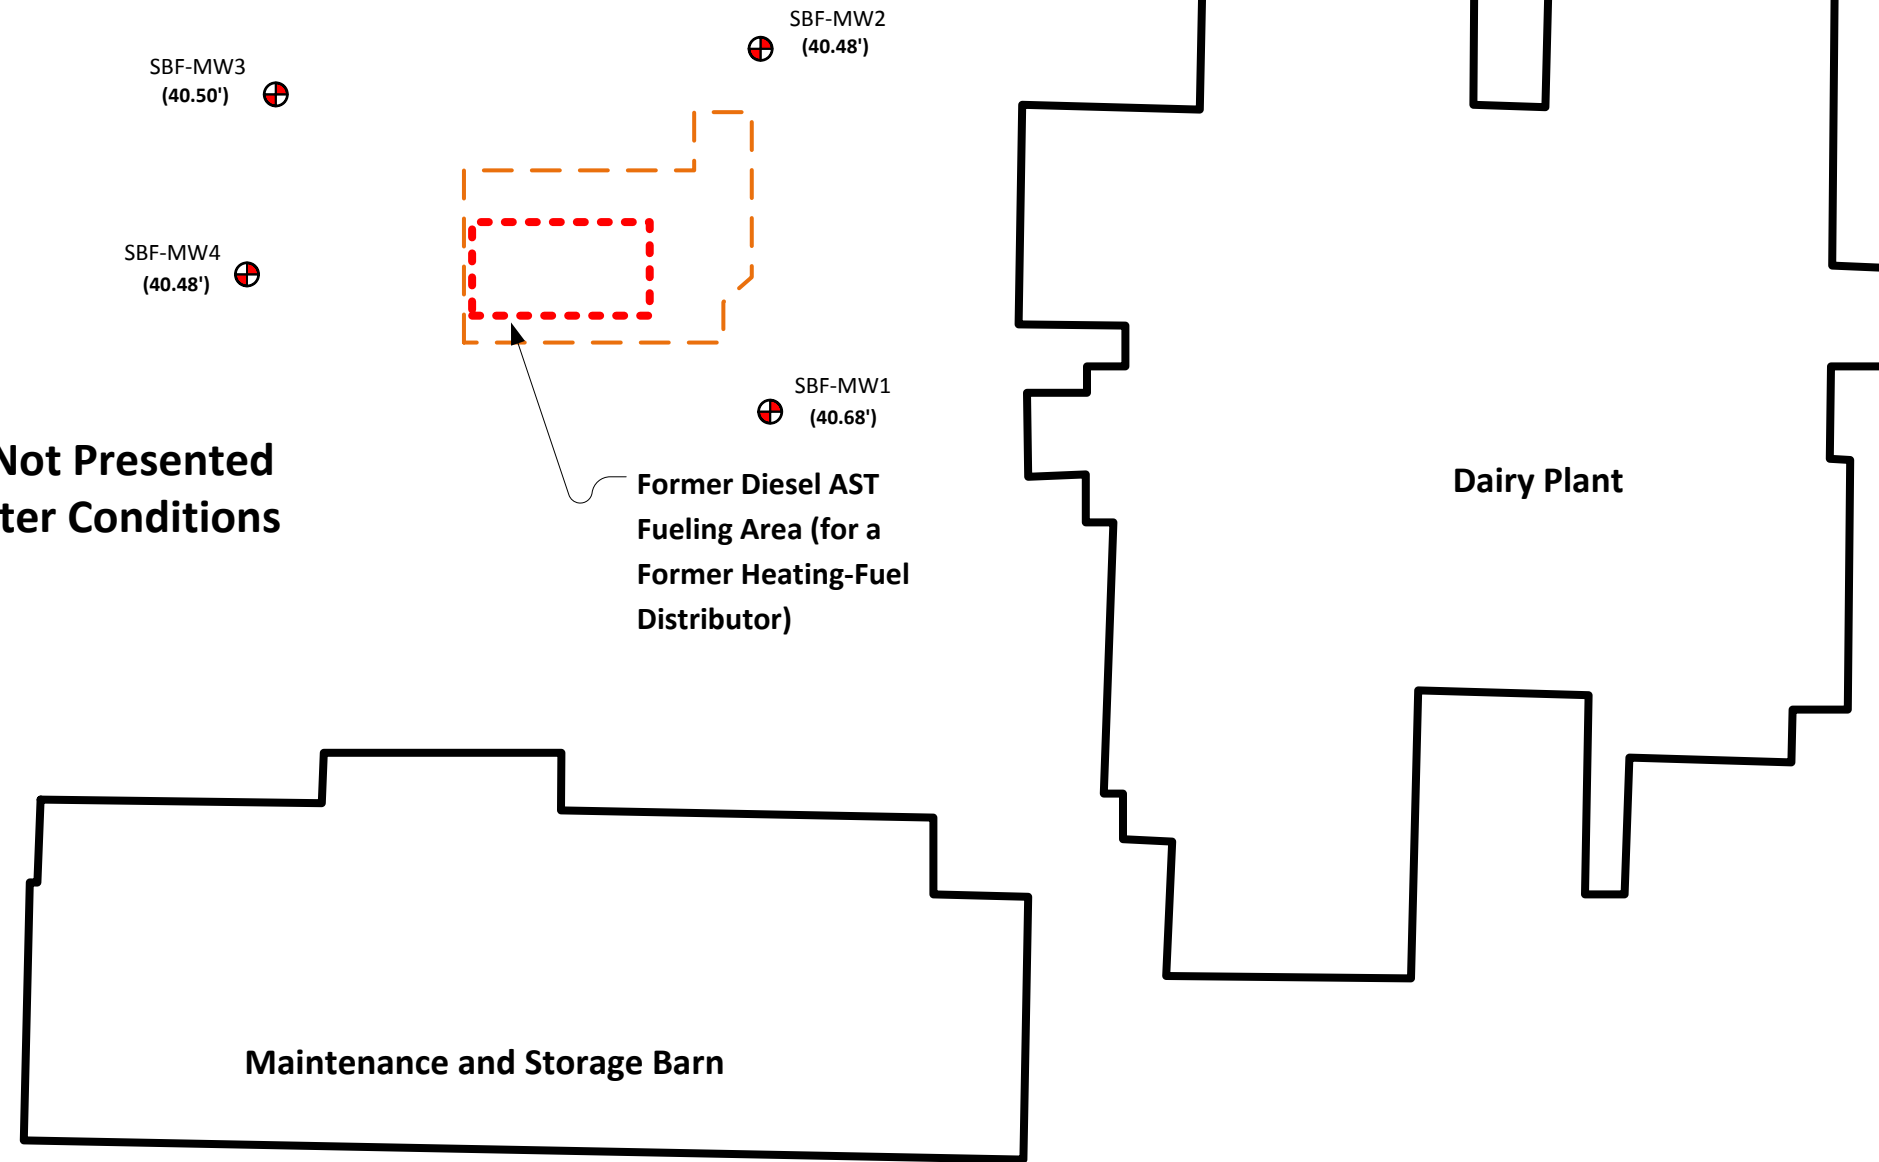 SBF-MW2
(40.48')
SBF-MW3
(40.50')
SBF-MW4
(40.48')
SBF-MW1
(40.68')
Not Presented
ter Conditions
Former Diesel AST
Fueling Area (for a
Former Heating-Fuel
Distributor)
Dairy Plant
Maintenance and Storage Barn